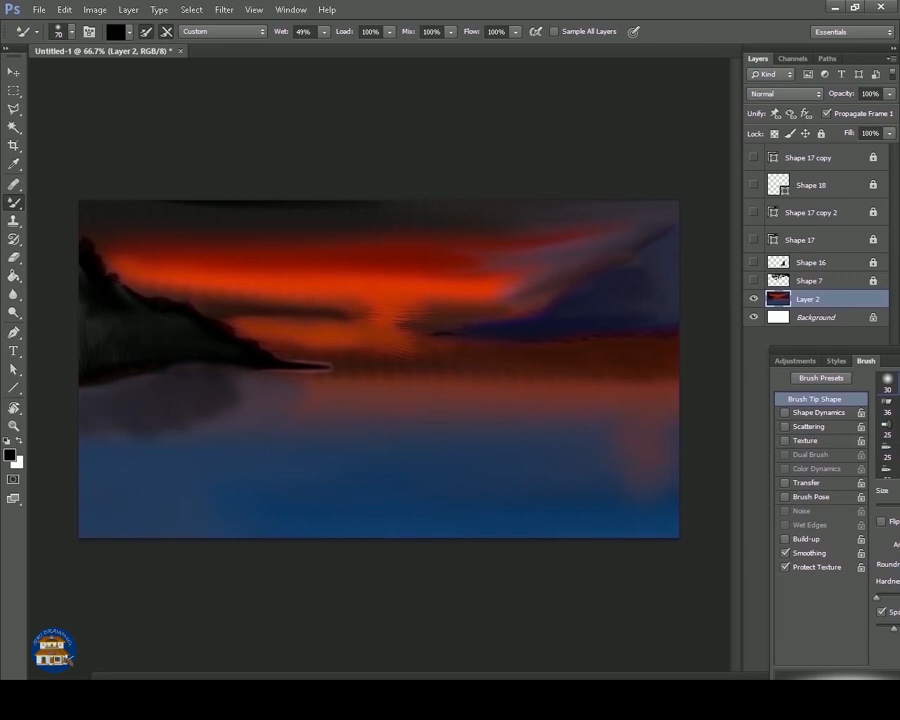 Ps File Edit Image Layer Type Select Filter View Window Help
70 Custom Wet: 49% Load: 100% Mix: 100% Flow: 100% Sample All Layers Essentials
Untitled-1 @ 66.7% (Layer 2, RGB/8) * ×
Layers Channels Paths
Kind
Normal Opacity: 100%
Unify: Propagate Frame 1
Lock: Fill: 100%
Shape 17 copy
Shape 18
Shape 17 copy 2
Shape 17
Shape 16
Shape 7
Layer 2
Background
Adjustments Styles Brush
Brush Presets
30
Brush Tip Shape
Shape Dynamics
36
Scattering
25
Texture
Dual Brush
25
Color Dynamics
Transfer
Size
Brush Pose
Noise
Flip
Wet Edges
Build-up
An
Smoothing
Protect Texture
Roundn
Hardne
Spa